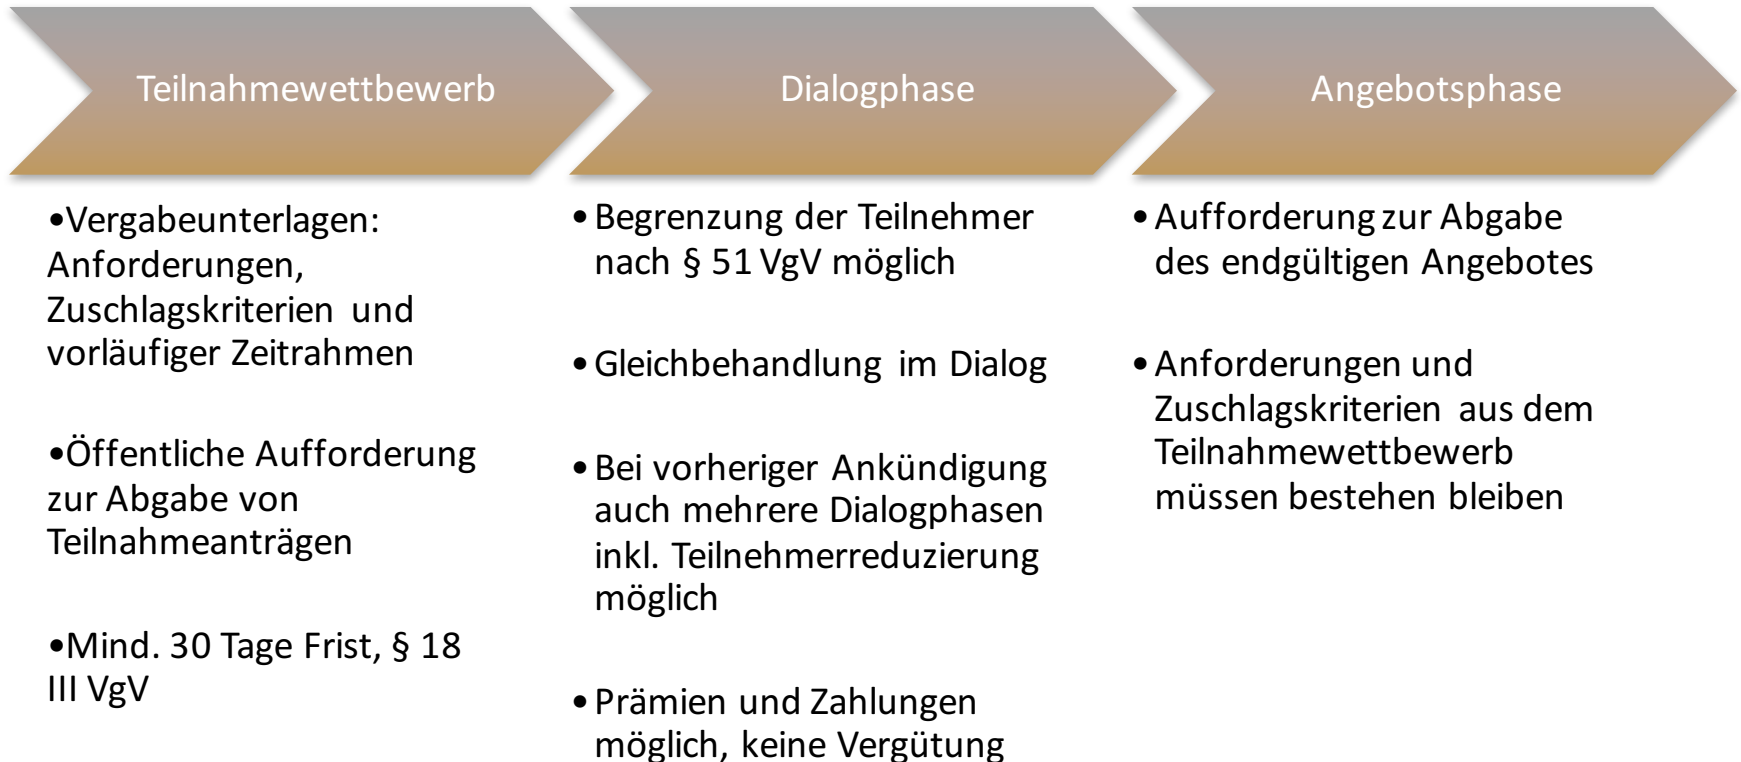 Teilnahmewettbewerb
•Vergabeunterlagen:
Anforderungen,
Zuschlagskriterien und
vorläufiger Zeitrahmen
•Öffentliche Aufforderung
zur Abgabe von
Teilnahmeanträgen
•Mind. 30 Tage Frist, § 18
III VgV
Dialogphase
•Begrenzung der Teilnehmer
nach § 51 VgV möglich
•Gleichbehandlung im Dialog
•Bei vorheriger Ankündigung
auch mehrere Dialogphasen
inkl. Teilnehmerreduzierung
möglich
•Prämien und Zahlungen
möglich, keine Vergütung
Angebotsphase
•Aufforderung zur Abgabe
des endgültigen Angebotes
•Anforderungen und
Zuschlagskriterien aus dem
Teilnahmewettbewerb
müssen bestehen bleiben